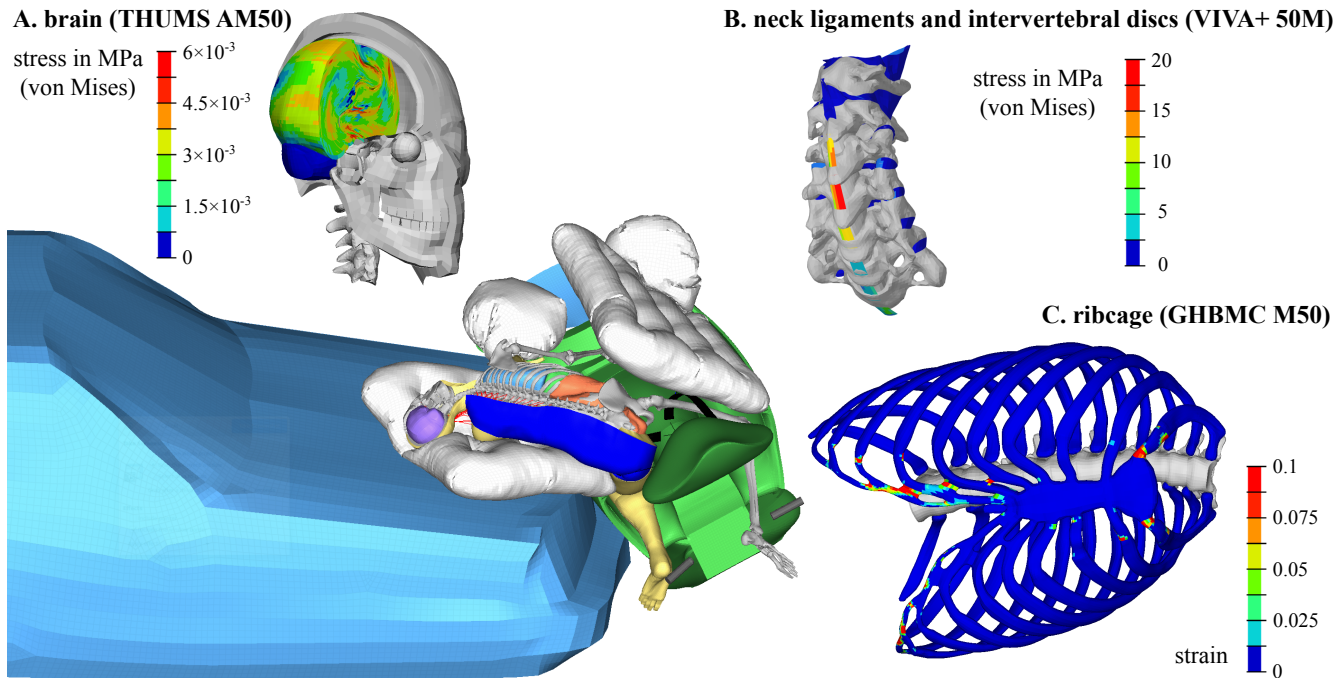 A. brain (THUMS AM50)
stress in MPa
(von Mises)
6×10⁻³
4.5×10⁻³
3×10⁻³
1.5×10⁻³
0
B. neck ligaments and intervertebral discs (VIVA+ 50M)
stress in MPa
(von Mises)
20
15
10
5
0
C. ribcage (GHBMC M50)
0.1
0.075
0.05
0.025
0
strain